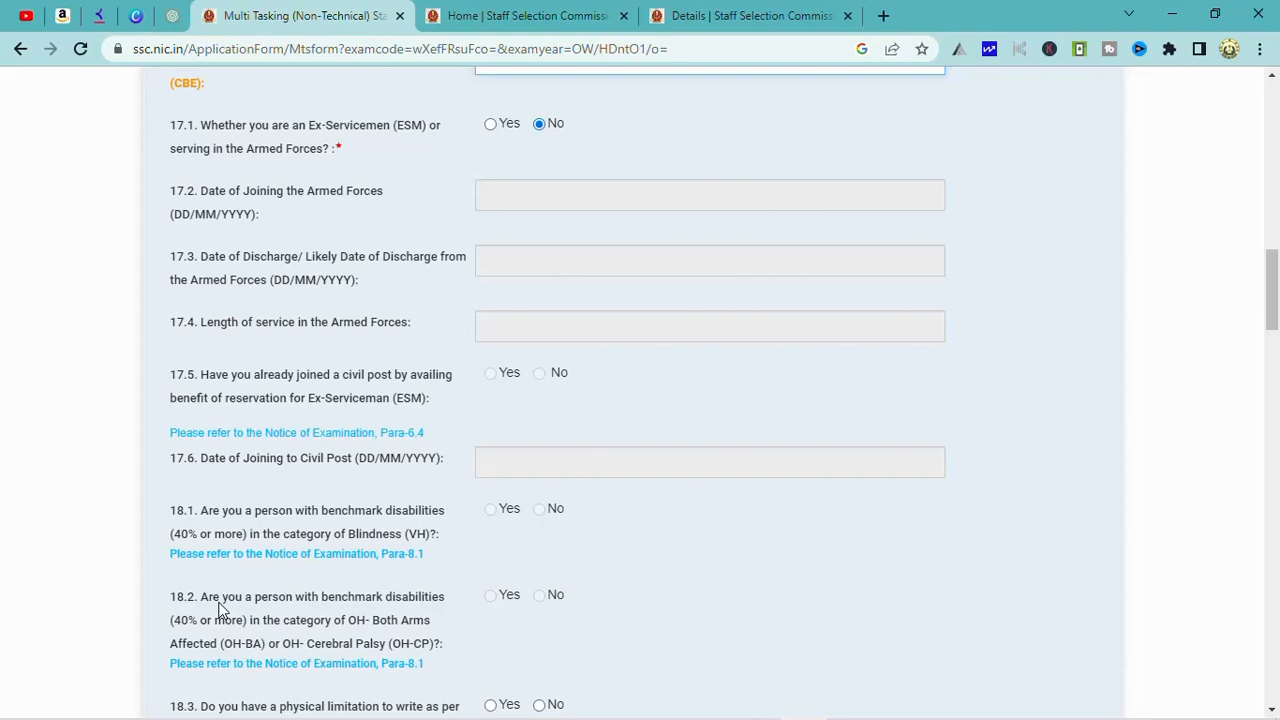 Multi Tasking (Non-Technical) Sta
Home | Staff Selection Commissi
Details | Staff Selection Commiss
ssc.nic.in/ApplicationForm/Mtsform?examcode=wXefFRsuFco=&examyear=OW/HDntO1/o=
(CBE):
17.1. Whether you are an Ex-Servicemen (ESM) or
serving in the Armed Forces? :*
Yes No
17.2. Date of Joining the Armed Forces
(DD/MM/YYYY):
17.3. Date of Discharge/ Likely Date of Discharge from
the Armed Forces (DD/MM/YYYY):
17.4. Length of service in the Armed Forces:
17.5. Have you already joined a civil post by availing
benefit of reservation for Ex-Serviceman (ESM):
Yes No
Please refer to the Notice of Examination, Para-6.4
17.6. Date of Joining to Civil Post (DD/MM/YYYY):
18.1. Are you a person with benchmark disabilities
(40% or more) in the category of Blindness (VH)?:
Yes No
Please refer to the Notice of Examination, Para-8.1
18.2. Are you a person with benchmark disabilities
(40% or more) in the category of OH- Both Arms
Affected (OH-BA) or OH- Cerebral Palsy (OH-CP)?:
Yes No
Please refer to the Notice of Examination, Para-8.1
18.3. Do you have a physical limitation to write as per
Yes No